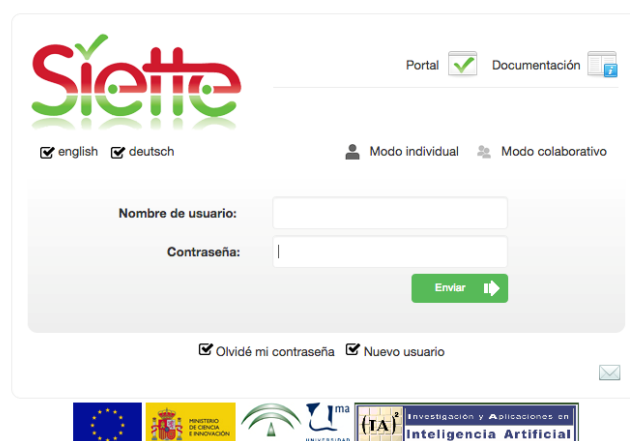 Siette
Portal Documentación
english deutsch Modo individual Modo colaborativo
Nombre de usuario:
Contraseña:
Enviar
Olvidé mi contraseña Nuevo usuario
MINISTERIO
DE CIENCIA
E INNOVACIÓN
uma
UNIVERSIDAD
(IA)²
Investigación y Aplicaciones en
Inteligencia Artificial